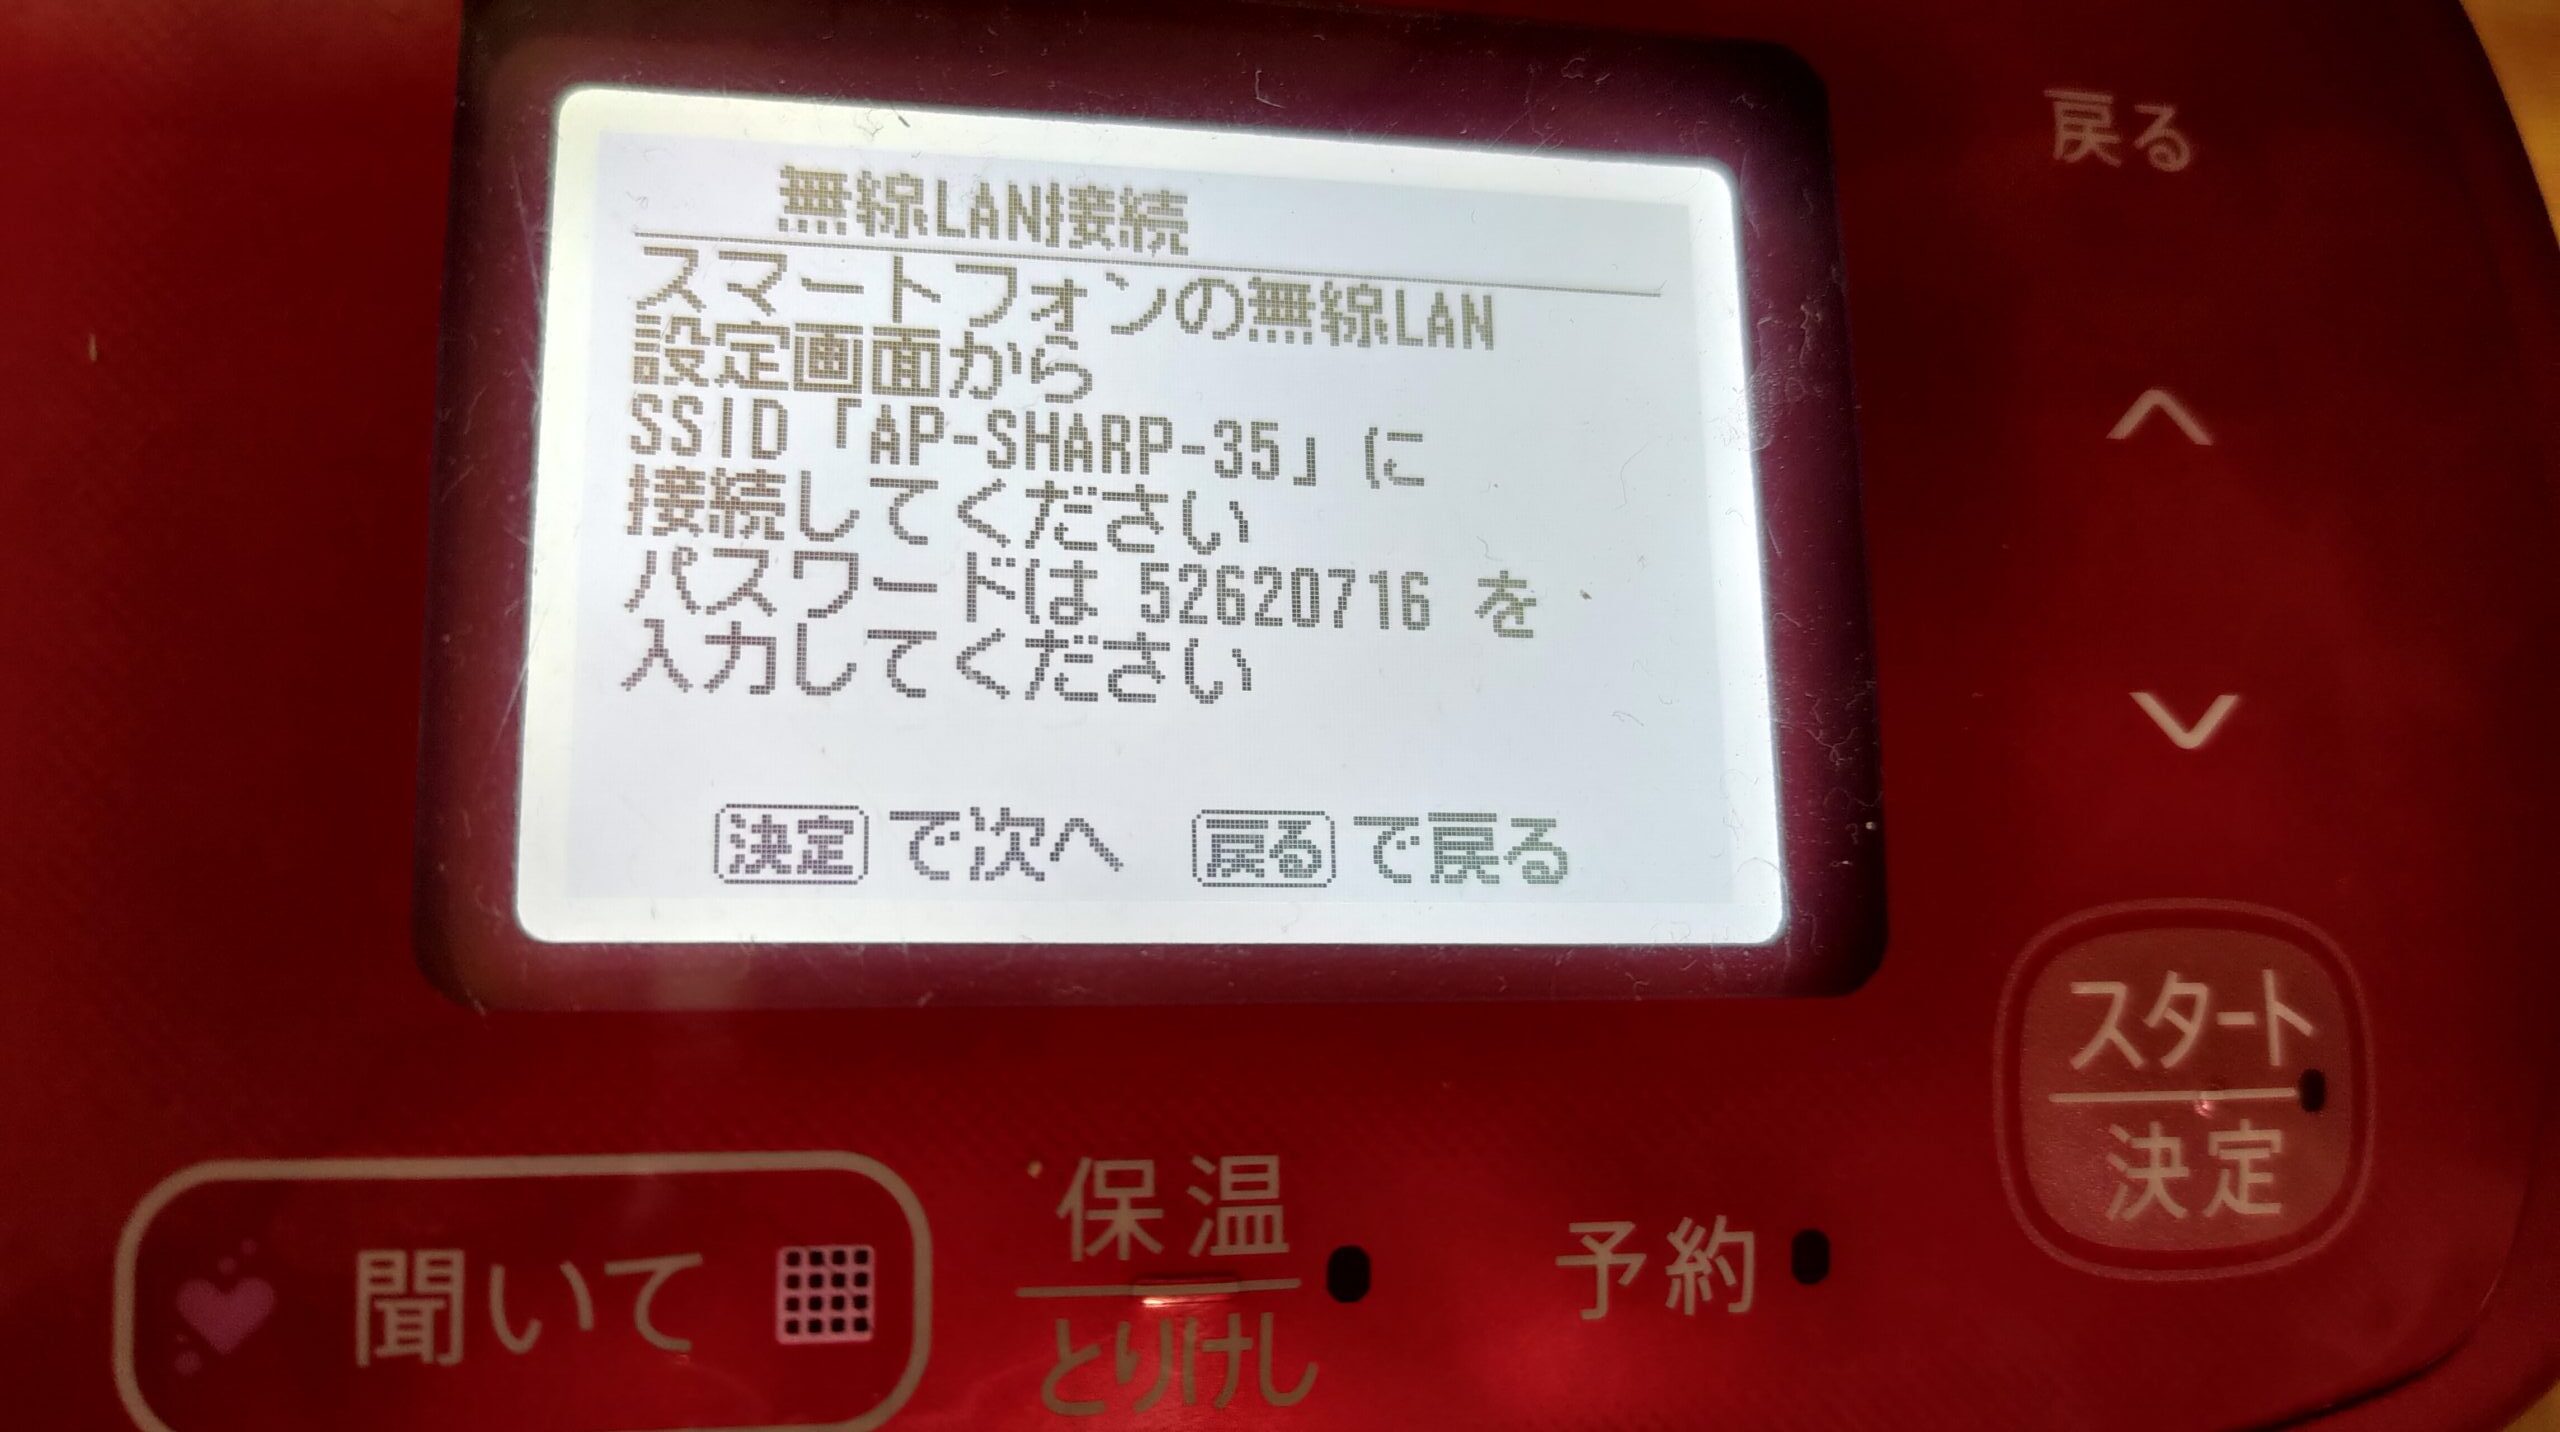 無線LAN接続
スマートフォンの無線LAN
設定画面から
SSID「AP-SHARP-35」に
接続してください
パスワードは 52620716 を
入力してください
決定 で次へ 戻る で戻る
戻る
スタート
決定
聞いて
保温
とりけし
予約